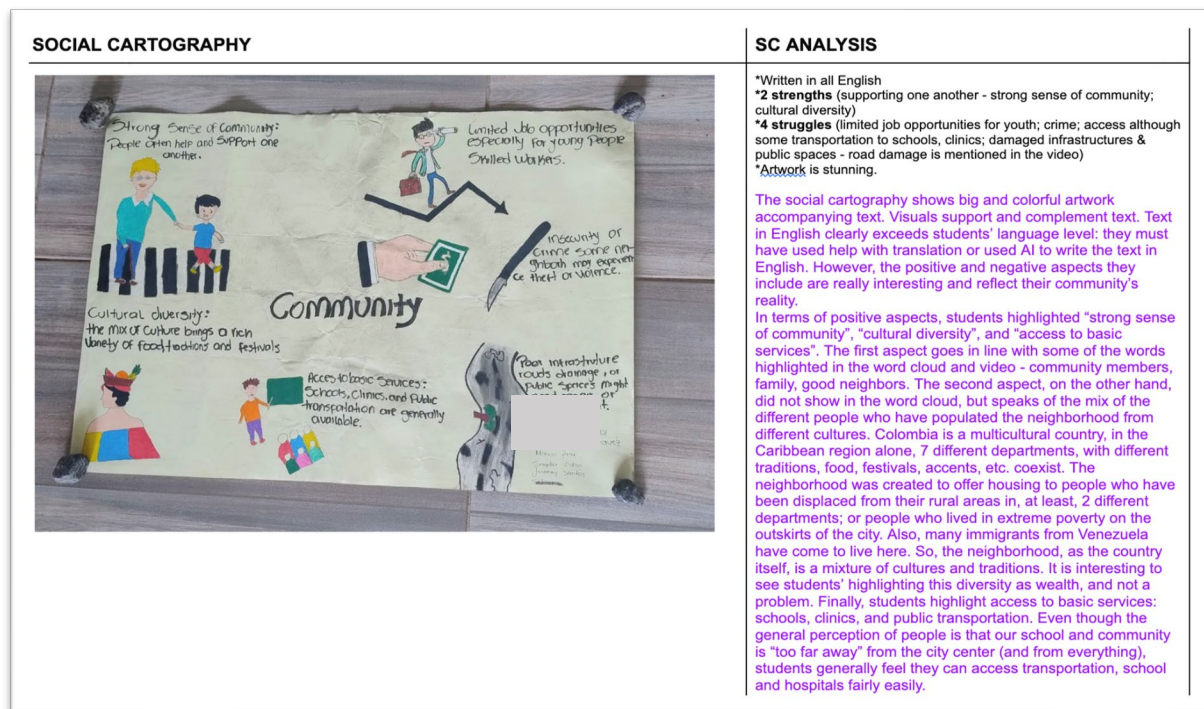 SOCIAL CARTOGRAPHY
Strong Sense of Community:
People often help and Support one
another.
Limited Job opportunities
especially for young People
Skilled Workers.
Insecurity or
Crime some nei-
ghborh may experien
ce theft or violence.
Community
Cultural diversity:
the mix of culture brings a rich
Variety of food, traditions and festivals
Access to basic Services:
Schools, Clinics, and Public
transportation are generally
available.
Poor infrastruture
roads drainage, or
public Spaces might
or
SC ANALYSIS
*Written in all English
*2 strengths (supporting one another - strong sense of community;
cultural diversity)
*4 struggles (limited job opportunities for youth; crime; access although
some transportation to schools, clinics; damaged infrastructures &
public spaces - road damage is mentioned in the video)
*Artwork is stunning.
The social cartography shows big and colorful artwork
accompanying text. Visuals support and complement text. Text
in English clearly exceeds students' language level: they must
have used help with translation or used AI to write the text in
English. However, the positive and negative aspects they
include are really interesting and reflect their community's
reality.
In terms of positive aspects, students highlighted "strong sense
of community", "cultural diversity", and "access to basic
services". The first aspect goes in line with some of the words
highlighted in the word cloud and video - community members,
family, good neighbors. The second aspect, on the other hand,
did not show in the word cloud, but speaks of the mix of the
different people who have populated the neighborhood from
different cultures. Colombia is a multicultural country, in the
Caribbean region alone, 7 different departments, with different
traditions, food, festivals, accents, etc. coexist. The
neighborhood was created to offer housing to people who have
been displaced from their rural areas in, at least, 2 different
departments; or people who lived in extreme poverty on the
outskirts of the city. Also, many immigrants from Venezuela
have come to live here. So, the neighborhood, as the country
itself, is a mixture of cultures and traditions. It is interesting to
see students' highlighting this diversity as wealth, and not a
problem. Finally, students highlight access to basic services:
schools, clinics, and public transportation. Even though the
general perception of people is that our school and community
is "too far away" from the city center (and from everything),
students generally feel they can access transportation, school
and hospitals fairly easily.